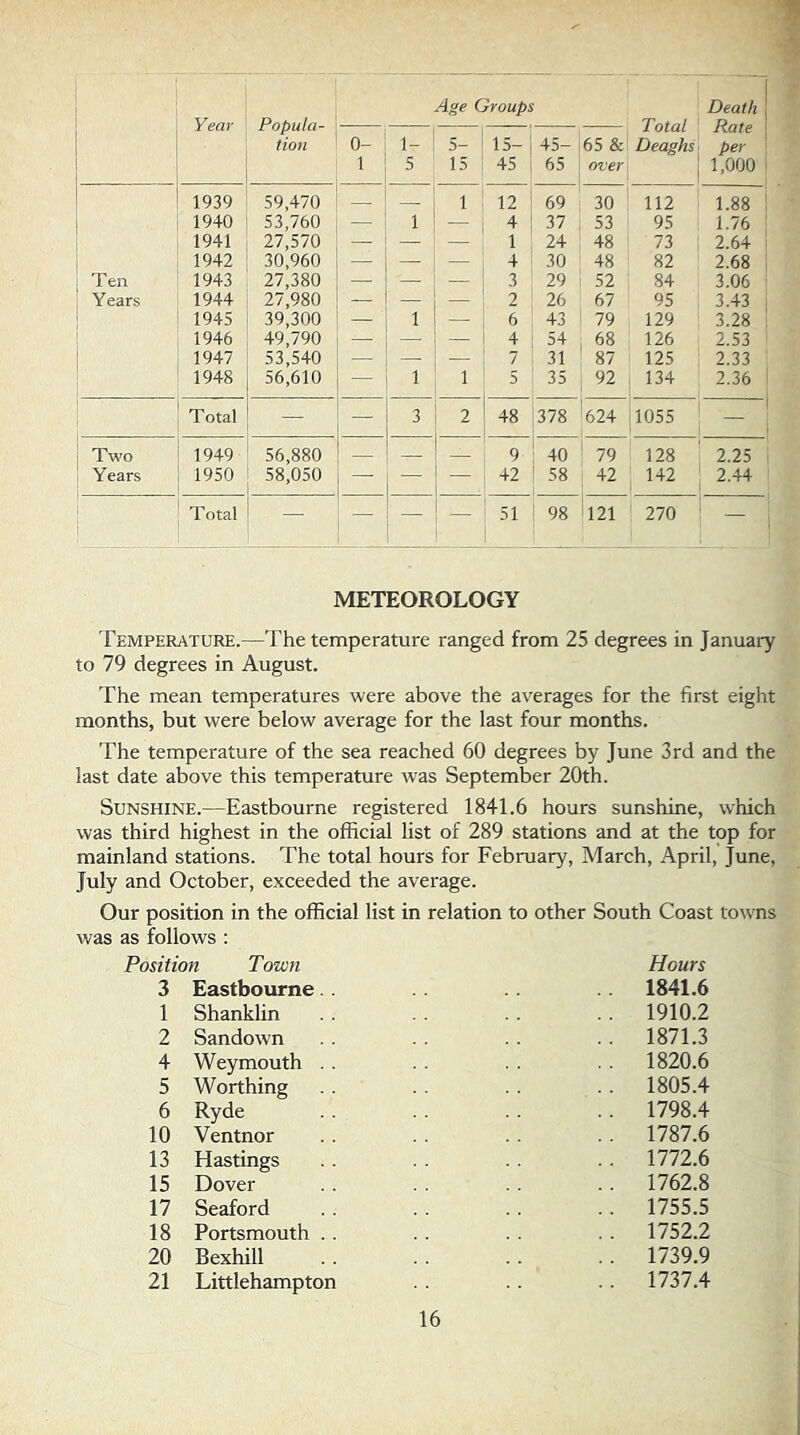 Year Popula-tion Age Groups Total Deaghs Death Rate per 1,000
0-1 1-5 5-15 15-45 45-65 65 & over
Ten Years
1939 59,470 — — 1 12 69 30 112 1.88
1940 53,760 — 1 — 4 37 53 95 1.76
1941 27,570 — — — 1 24 48 73 2.64
1942 30,960 — — — 4 30 48 82 2.68
1943 27,380 — — — 3 29 52 84 3.06
1944 27,980 — — — 2 26 67 95 3.43
1945 39,300 — 1 — 6 43 79 129 3.28
1946 49,790 — — — 4 54 68 126 2.53
1947 53,540 — — — 7 31 87 125 2.33
1948 56,610 — 1 1 5 35 92 134 2.36
Total — — 3 2 48 378 624 1055 —
Two Years
1949 56,880 — — — 9 40 79 128 2.25
1950 58,050 — — — 42 58 42 142 2.44
Total — — — — 51 98 121 270 —
METEOROLOGY
TEMPERATURE.—The temperature ranged from 25 degrees in January
to 79 degrees in August.
The mean temperatures were above the averages for the first eight
months, but were below average for the last four months.
The temperature of the sea reached 60 degrees by June 3rd and the
last date above this temperature was September 20th.
SUNSHINE.—Eastbourne registered 1841.6 hours sunshine, which
was third highest in the official list of 289 stations and at the top for
mainland stations. The total hours for February, March, April, June,
July and October, exceeded the average.
Our position in the official list in relation to other South Coast towns
was as follows :
Position Town Hours
3 Eastbourne . . . . . . . . 1841.6
1 Shanklin . . . . . . . . 1910.2
2 Sandown . . . . . . . . 1871.3
4 Weymouth . . . . . . . . 1820.6
5 Worthing . . . . . . . . 1805.4
6 Ryde . . . . . . . . 1798.4
10 Ventnor . . . . . . . . 1787.6
13 Hastings . . . . . . . . 1772.6
15 Dover . . . . . . . . 1762.8
17 Seaford . . . . . . . . 1755.5
18 Portsmouth . . . . . . . . 1752.2
20 Bexhill . . . . . . . . 1739.9
21 Littlehampton . . . . . . 1737.4
16